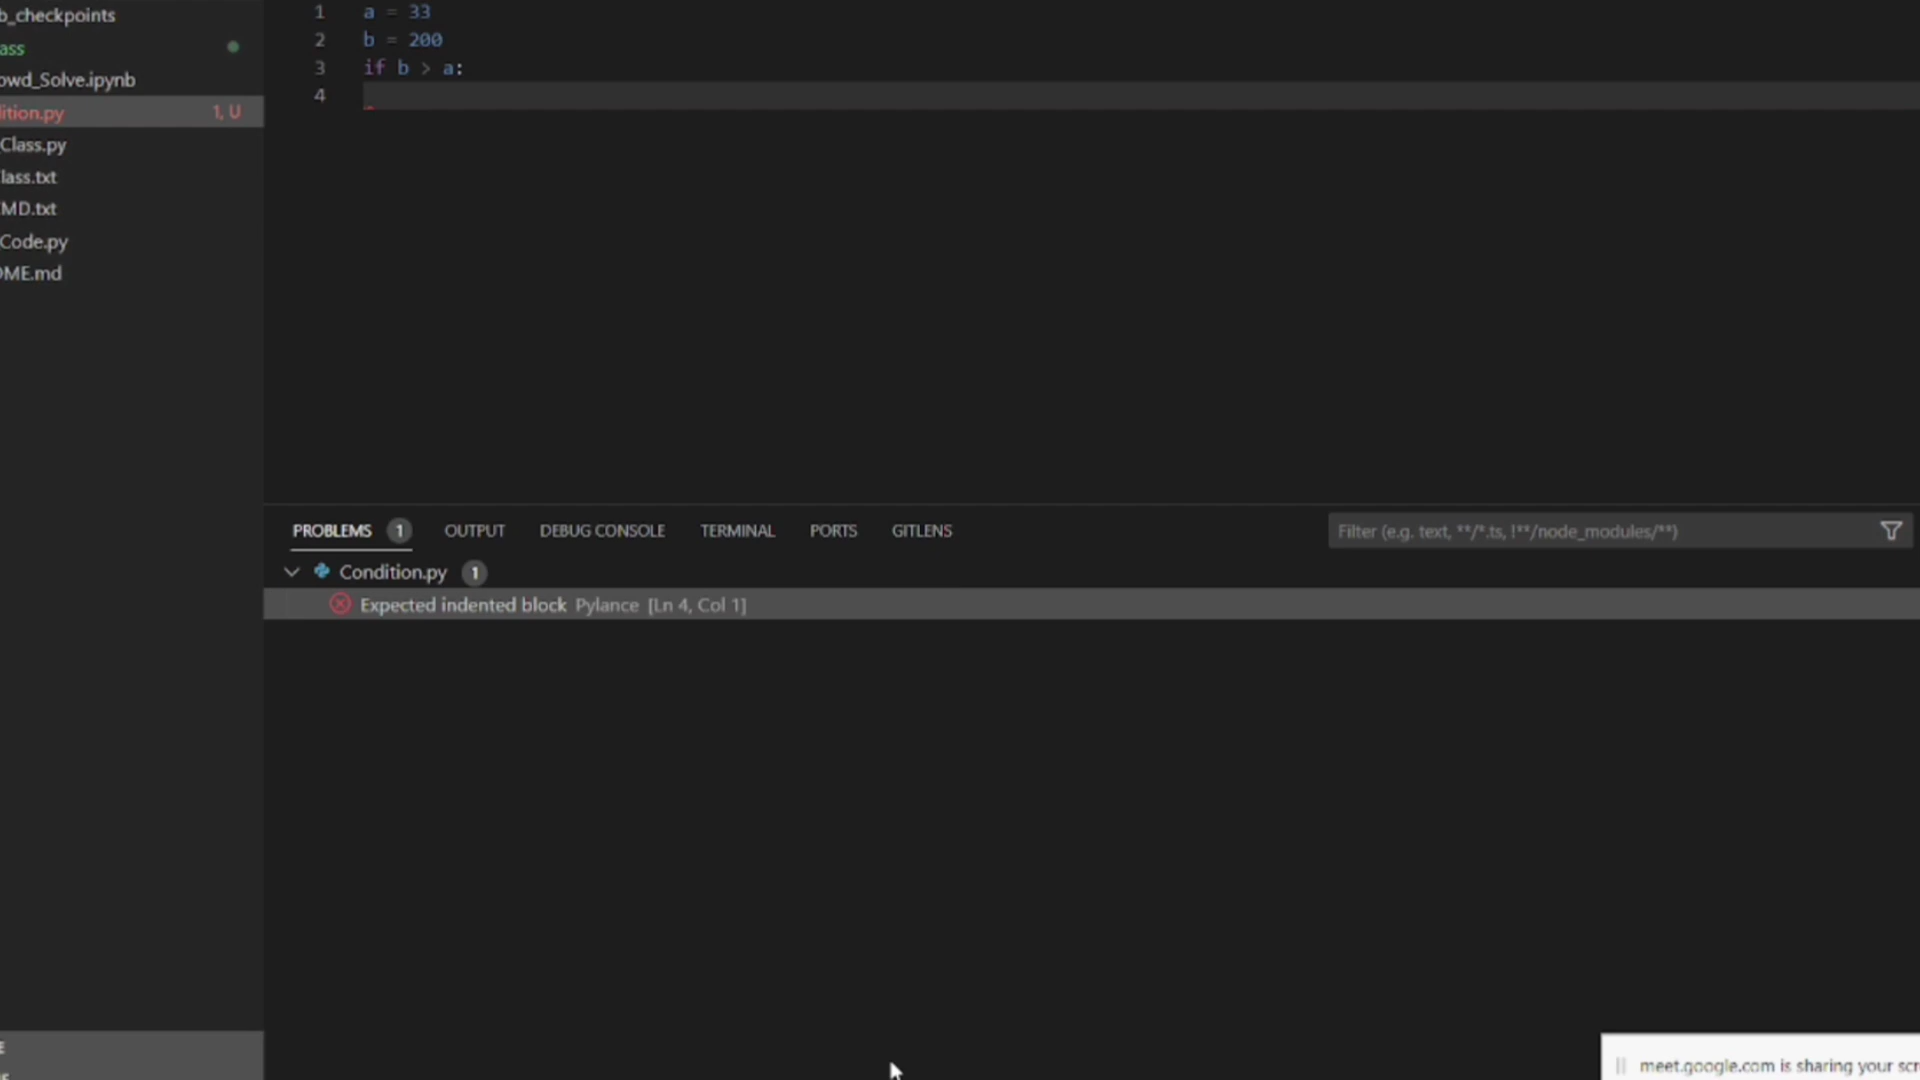 b_checkpoints
ass
owd_Solve.ipynb
dition.py 1, U
Class.py
lass.txt
MD.txt
Code.py
OME.md
1 a = 33
2 b = 200
3 if b > a:
4
PROBLEMS 1 OUTPUT DEBUG CONSOLE TERMINAL PORTS GITLENS Filter (e.g. text, **/*.ts, !**/node_modules/**)
Condition.py 1
Expected indented block Pylance [Ln 4, Col 1]
meet.google.com is sharing your scr